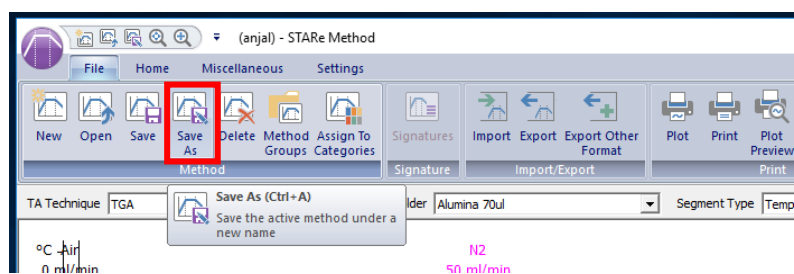 (anjal) - STARe Method
File Home Miscellaneous Settings
New Open Save Save As Delete Method Groups Assign To Categories Signatures Import Export Export Other Format Plot Print Plot Preview
Method Signature Import/Export Print
TA Technique TGA lder Alumina 70ul Segment Type Temp
Save As (Ctrl+A)
Save the active method under a
new name
°C Air N2
0 ml/min 50 ml/min